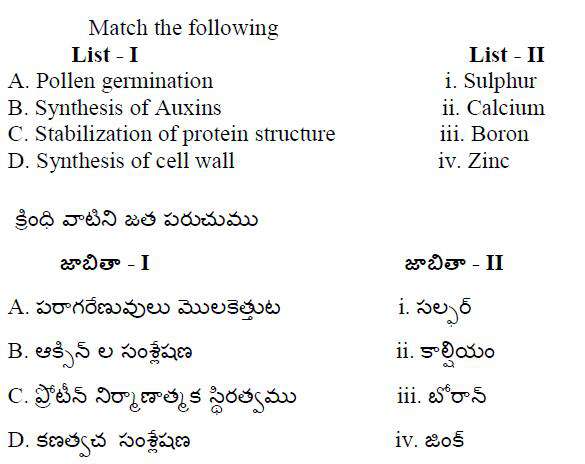 Match the following
List - I List - II
A. Pollen germination i. Sulphur
B. Synthesis of Auxins ii. Calcium
C. Stabilization of protein structure iii. Boron
D. Synthesis of cell wall iv. Zinc
క్రింధి వాటిని జత పరుచుము
జాబితా - I జాబితా - II
A. పరాగరేణువులు మొలకెత్తుట i. సల్ఫర్
B. ఆక్సిన్ ల సంశ్లేషణ ii. కాల్షియం
C. ప్రోటీన్ నిర్మాణాత్మక స్థిరత్వము iii. బోరాన్
D. కణత్వచ సంశ్లేషణ iv. జింక్